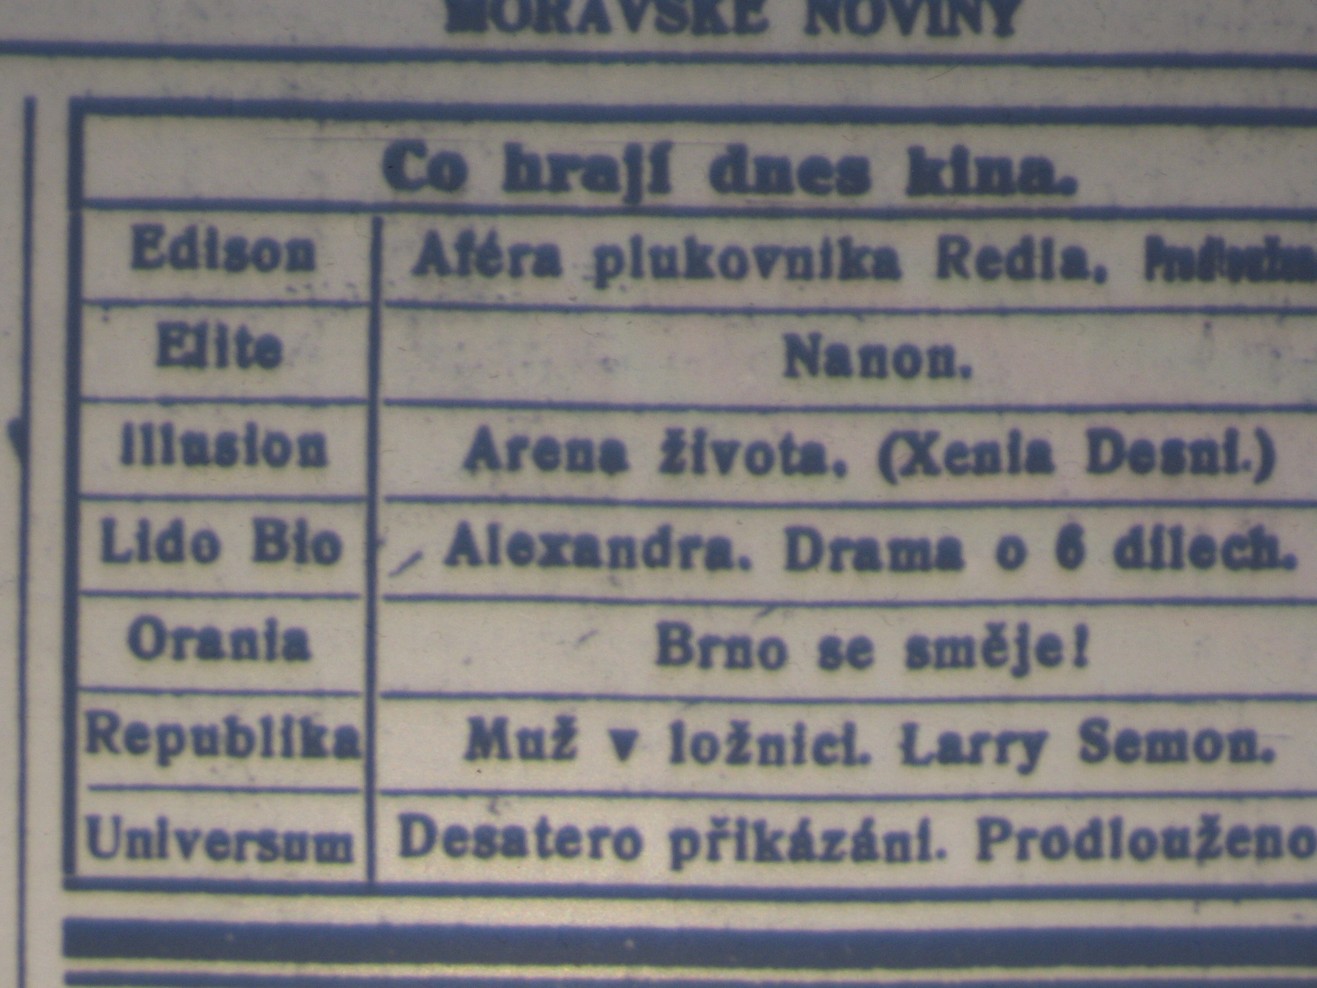 MORAVSKÉ NOVINY
Co hrají dnes kina.
Edison Aféra plukovníka Redla.
Elite Nanon.
Illusion Arena života. (Xenia Desni.)
Lido Bio Alexandra. Drama o 6 dílech.
Orania Brno se směje!
Republika Muž v ložnici. Larry Semon.
Universum Desatero přikázání. Prodlouženo